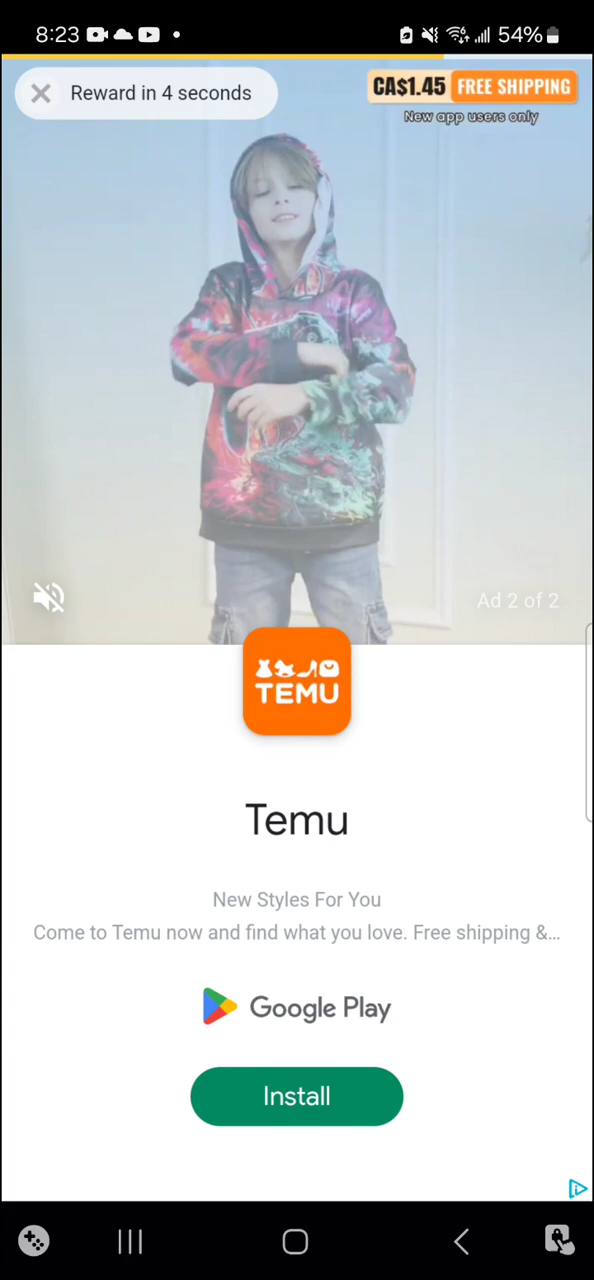 8:23
54%
Reward in 4 seconds
CA$1.45 FREE SHIPPING
New app users only
Ad 2 of 2
TEMU
Temu
New Styles For You
Come to Temu now and find what you love. Free shipping &...
Google Play
Install